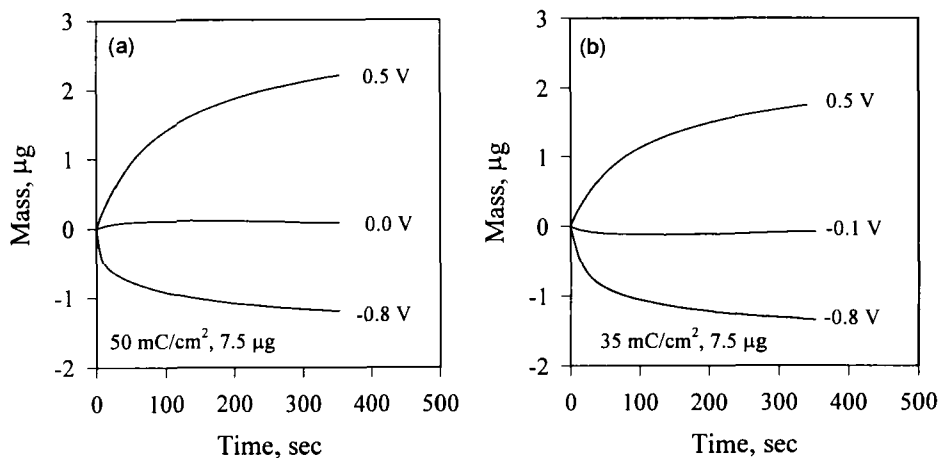 (a)
Mass, µg
3
2
1
0
-1
-2
0.5 V
0.0 V
-0.8 V
50 mC/cm², 7.5 µg
0 100 200 300 400 500
Time, sec
(b)
Mass, µg
3
2
1
0
-1
-2
0.5 V
-0.1 V
-0.8 V
35 mC/cm², 7.5 µg
0 100 200 300 400 500
Time, sec